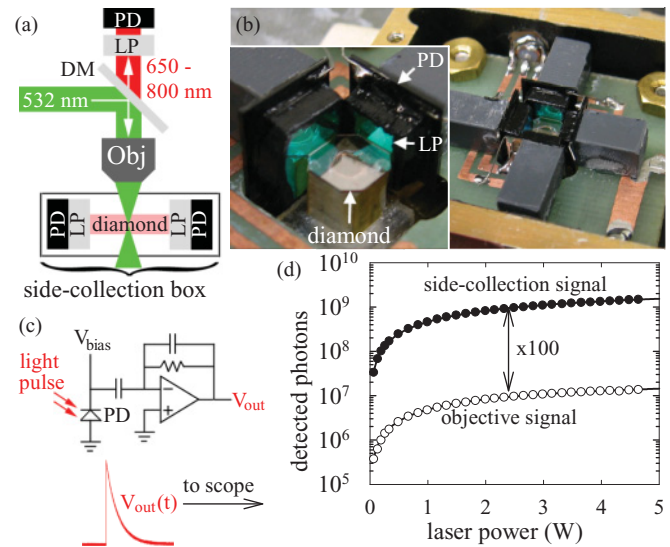 (a)
PD
LP
DM
650 -
800 nm
532 nm
Obj
PD
LP
diamond
LP
PD
side-collection box
(b)
PD
LP
diamond
(c)
V_bias
light
pulse
PD
−
+
V_out
V_out(t)
to scope
(d)
10^10
10^9
10^8
10^7
10^6
10^5
detected photons
side-collection signal
x100
objective signal
0 1 2 3 4 5
laser power (W)